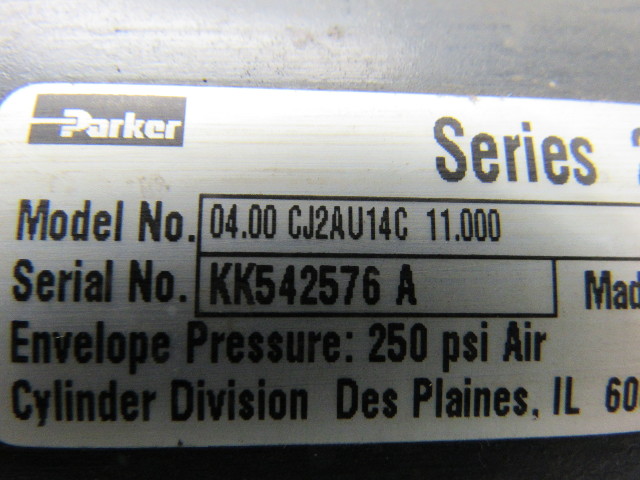 Parker
Series
Model No. 04.00 CJ2AU14C 11.000
Serial No. KK542576 A
Envelope Pressure: 250 psi Air
Cylinder Division Des Plaines, IL